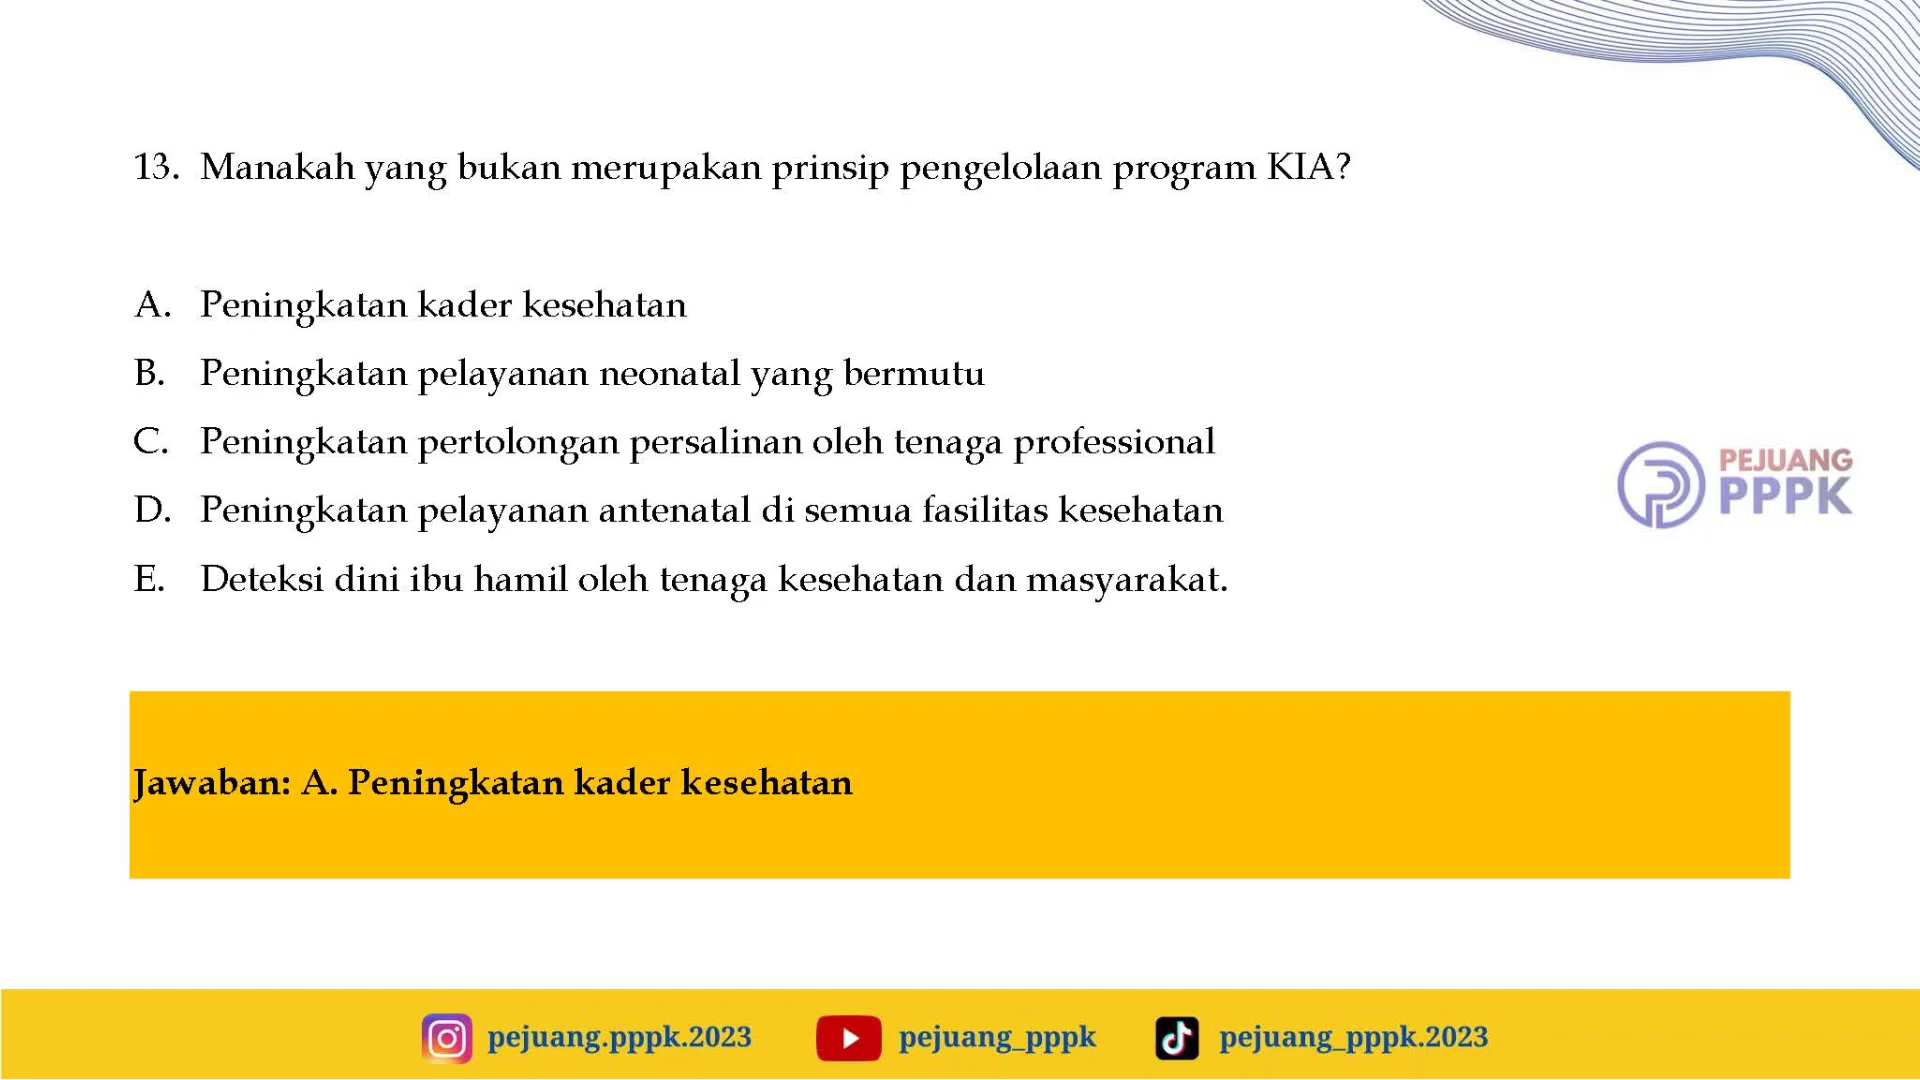 13. Manakah yang bukan merupakan prinsip pengelolaan program KIA?
A. Peningkatan kader kesehatan
B. Peningkatan pelayanan neonatal yang bermutu
C. Peningkatan pertolongan persalinan oleh tenaga professional
D. Peningkatan pelayanan antenatal di semua fasilitas kesehatan
E. Deteksi dini ibu hamil oleh tenaga kesehatan dan masyarakat.
PEJUANG
PPPK
Jawaban: A. Peningkatan kader kesehatan
pejuang.pppk.2023 pejuang_pppk pejuang_pppk.2023